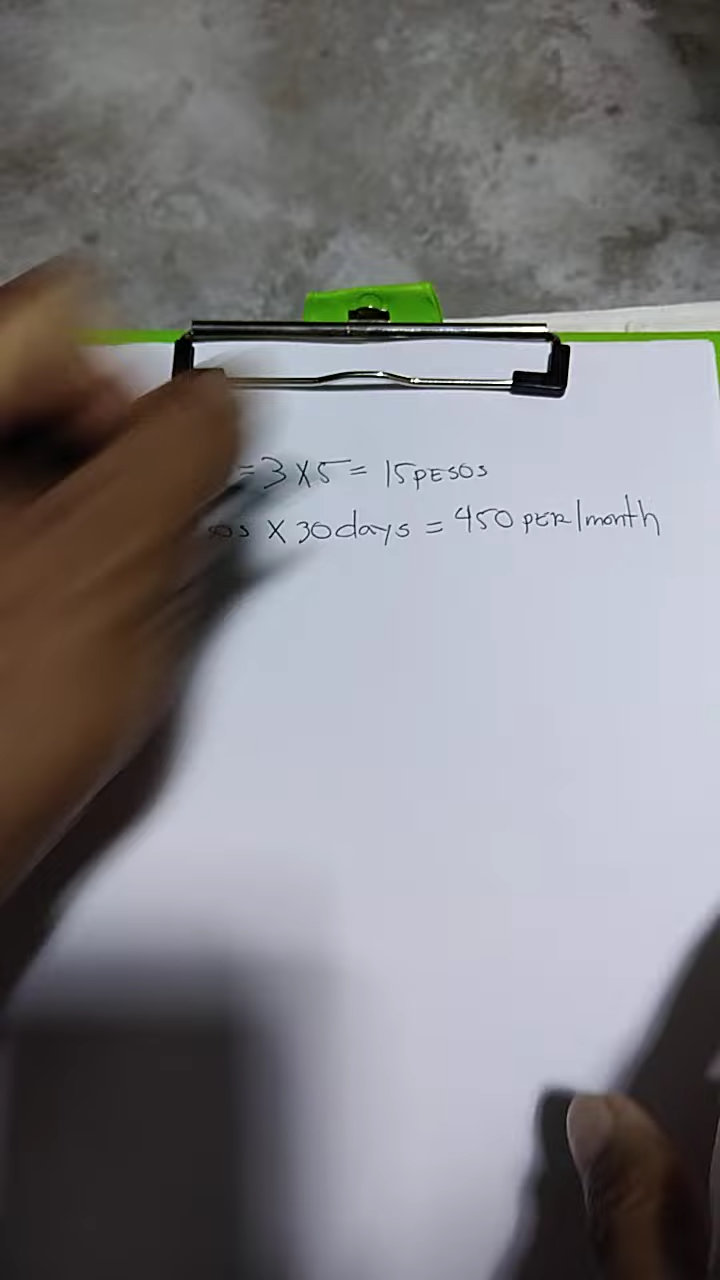 = 3 X 5 = 15 PESOS
X 30 days = 450 PER/month